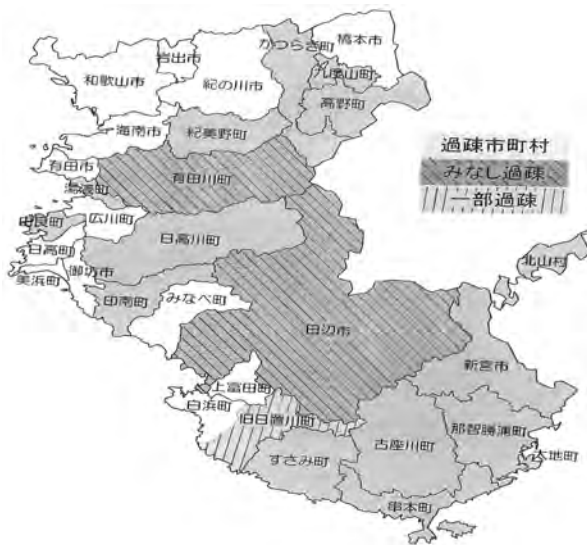 かつらぎ町
橋本市
岩出市
和歌山市
紀の川市
九度山町
高野町
海南市
紀美野町
過疎市町村
みなし過疎
一部過疎
有田市
有田川町
湯浅町
由良町
広川町
日高川町
日高町
御坊市
美浜町
印南町
みなべ町
北山村
田辺市
新宮市
上富田町
白浜町
旧日置川町
那智勝浦町
古座川町
太地町
すさみ町
串本町